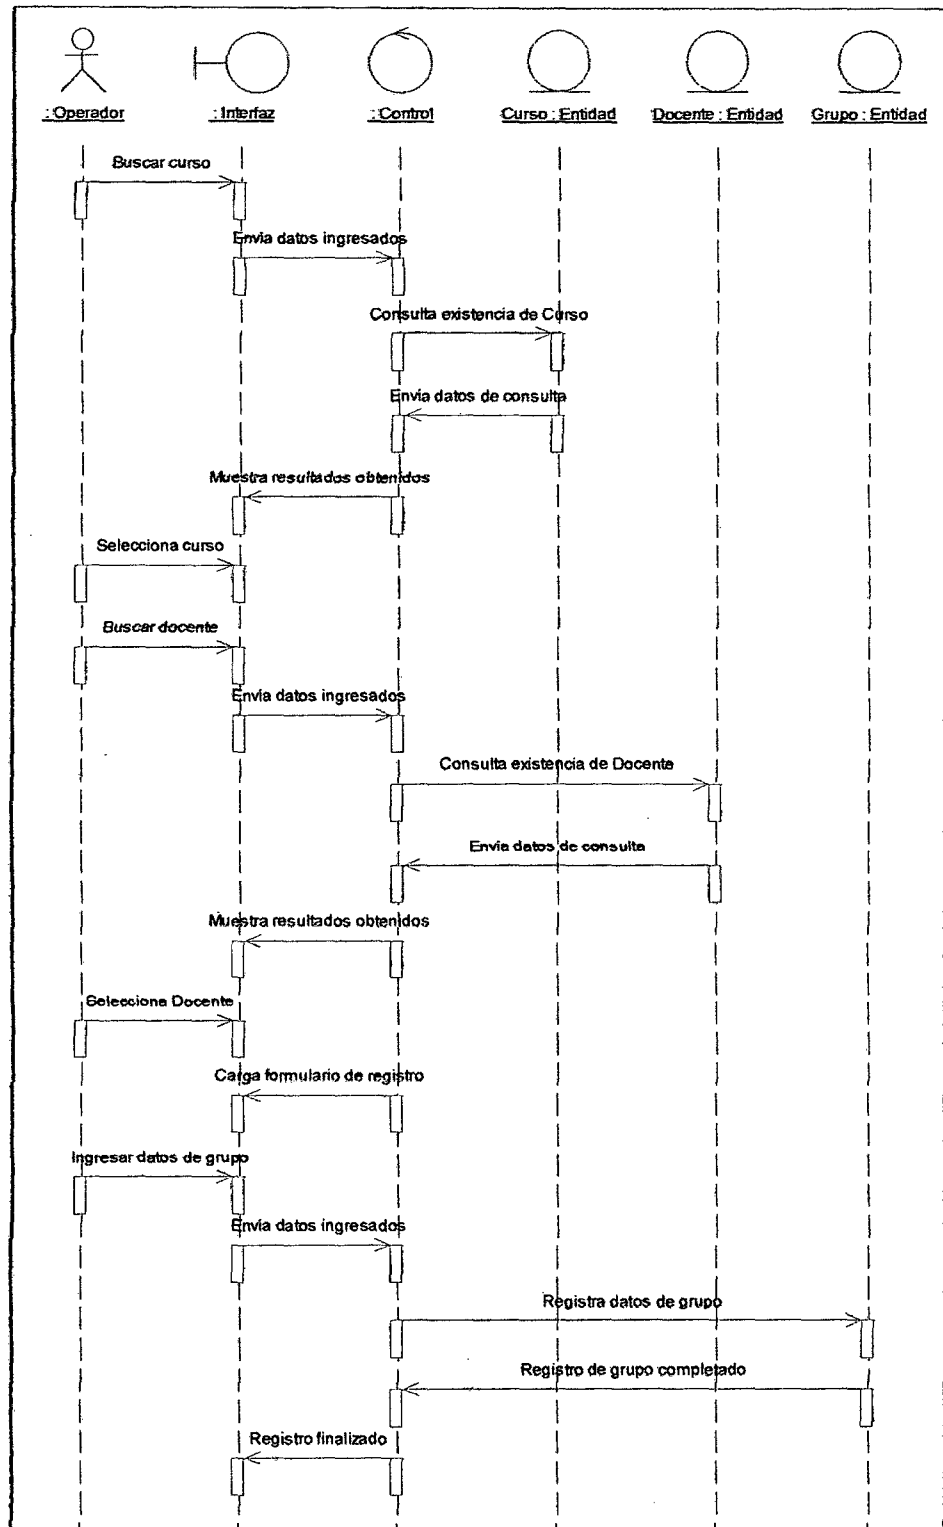 : Operador
: Interfaz
: Control
Curso : Entidad
Docente : Entidad
Grupo : Entidad
Buscar curso
Envia datos ingresados
Consulta existencia de Curso
Envia datos de consulta
Muestra resultados obtenidos
Selecciona curso
Buscar docente
Envia datos ingresados
Consulta existencia de Docente
Envia datos de consulta
Muestra resultados obtenidos
Selecciona Docente
Carga formulario de registro
Ingresar datos de grupo
Envia datos ingresados
Registra datos de grupo
Registro de grupo completado
Registro finalizado